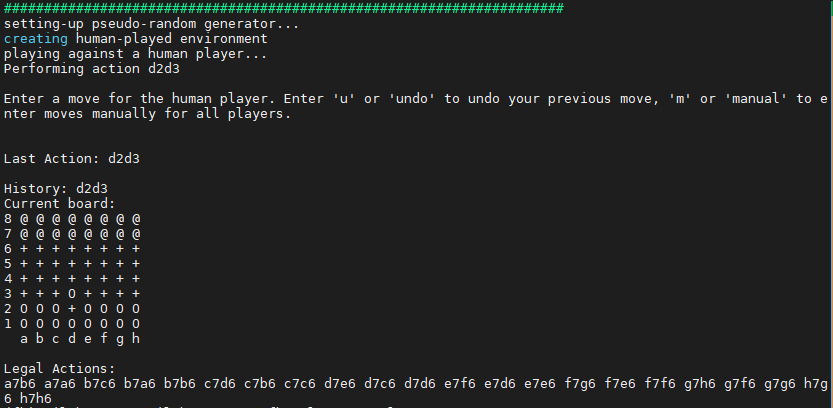 ######################################################################
setting-up pseudo-random generator...
creating human-played environment
playing against a human player...
Performing action d2d3
Enter a move for the human player. Enter 'u' or 'undo' to undo your previous move, 'm' or 'manual' to e
nter moves manually for all players.
Last Action: d2d3
History: d2d3
Current board:
8 @ @ @ @ @ @ @ @
7 @ @ @ @ @ @ @ @
6 + + + + + + + +
5 + + + + + + + +
4 + + + + + + + +
3 + + + O + + + +
2 O O O + O O O O
1 O O O O O O O O
a b c d e f g h
Legal Actions:
a7b6 a7a6 b7c6 b7a6 b7b6 c7d6 c7b6 c7c6 d7e6 d7c6 d7d6 e7f6 e7d6 e7e6 f7g6 f7e6 f7f6 g7h6 g7f6 g7g6 h7g
6 h7h6